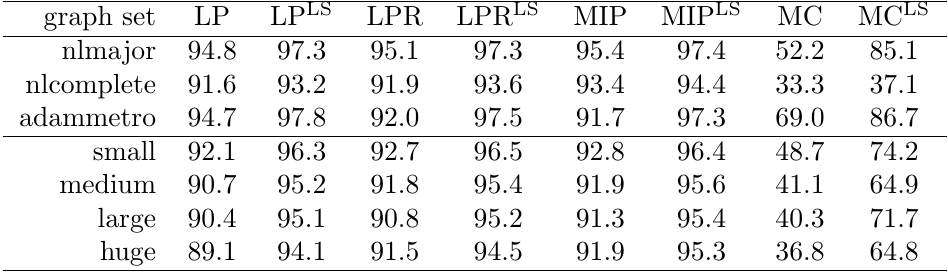 graph set LP LP^LS LPR LPR^LS MIP MIP^LS MC MC^LS
nlmajor 94.8 97.3 95.1 97.3 95.4 97.4 52.2 85.1
nlcomplete 91.6 93.2 91.9 93.6 93.4 94.4 33.3 37.1
adammetro 94.7 97.8 92.0 97.5 91.7 97.3 69.0 86.7
small 92.1 96.3 92.7 96.5 92.8 96.4 48.7 74.2
medium 90.7 95.2 91.8 95.4 91.9 95.6 41.1 64.9
large 90.4 95.1 90.8 95.2 91.3 95.4 40.3 71.7
huge 89.1 94.1 91.5 94.5 91.9 95.3 36.8 64.8